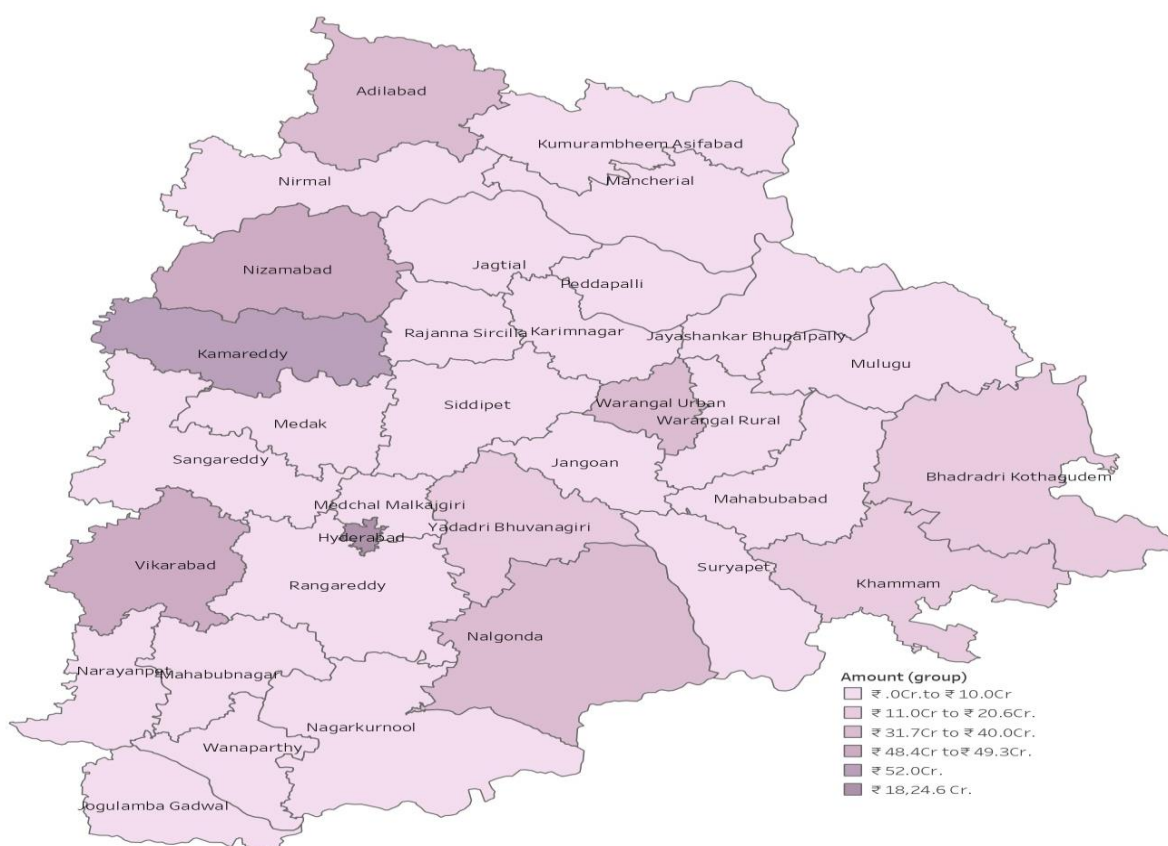 Adilabad
Kumurambheem Asifabad
Nirmal
Mancherial
Nizamabad
Jagtial
Peddapalli
Rajanna Sircilla
Karimnagar
Jayashankar Bhupalpally
Kamareddy
Mulugu
Siddipet
Warangal Urban
Warangal Rural
Medak
Sangareddy
Jangoan
Bhadradri Kothagudem
Mahabubabad
Medchal Malkajgiri
Yadadri Bhuvanagiri
Hyderabad
Vikarabad
Rangareddy
Suryapet
Khammam
Nalgonda
Narayanpet
Mahabubnagar
Nagarkurnool
Wanaparthy
Jogulamba Gadwal
Amount (group)
₹ .0Cr.to ₹ 10.0Cr
₹ 11.0Cr to ₹ 20.6Cr.
₹ 31.7Cr to ₹ 40.0Cr.
₹ 48.4Cr to ₹ 49.3Cr.
₹ 52.0Cr.
₹ 18,24.6 Cr.